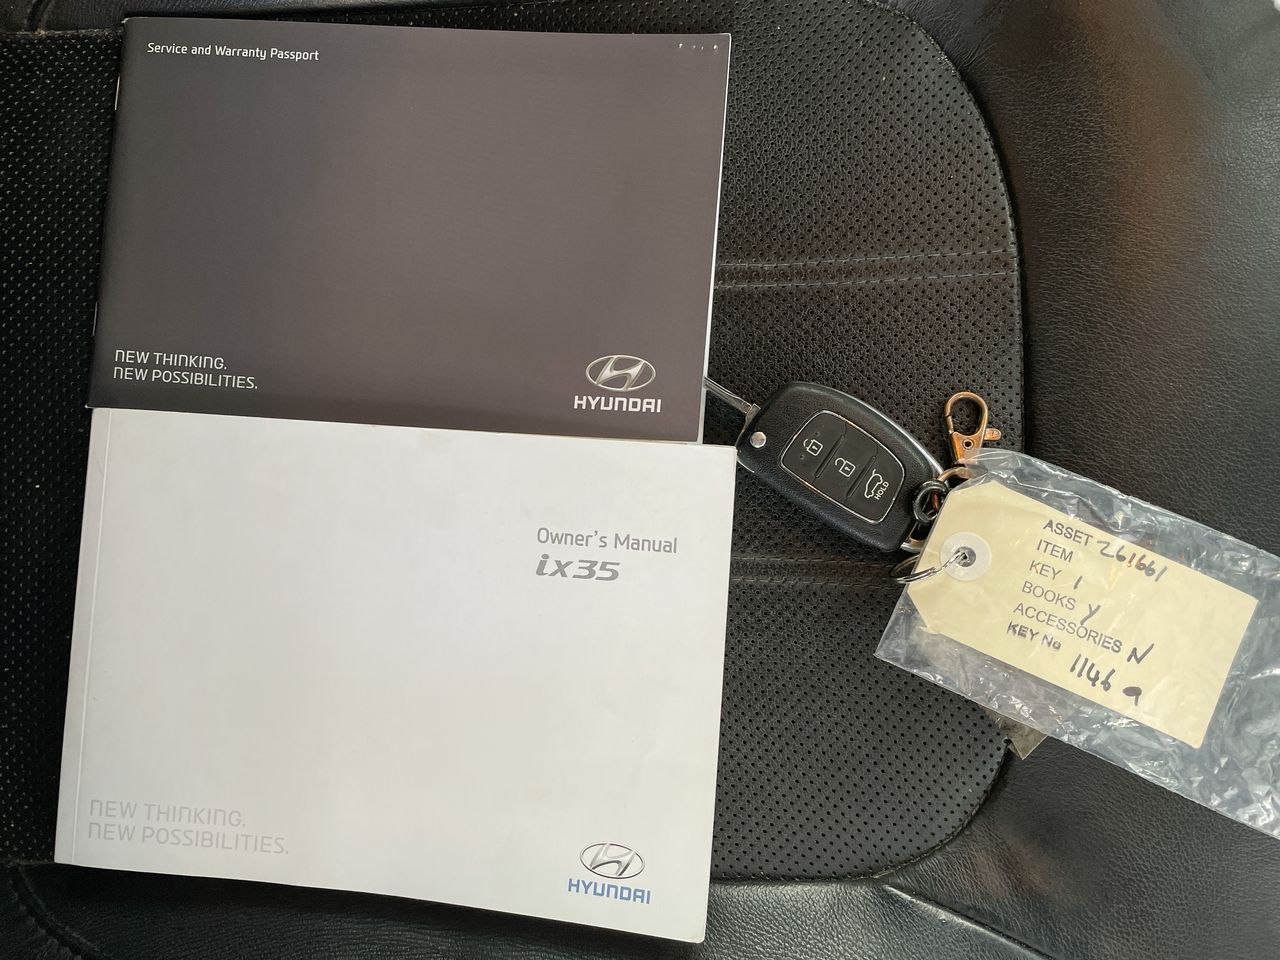 Service and Warranty Passport
NEW THINKING.
NEW POSSIBILITIES.
HYUNDAI
Owner's Manual
ix35
NEW THINKING.
NEW POSSIBILITIES.
HYUNDAI
HOLD
ASSET 261661
ITEM
KEY 1
BOOKS Y
ACCESSORIES N
KEY No 1146 a